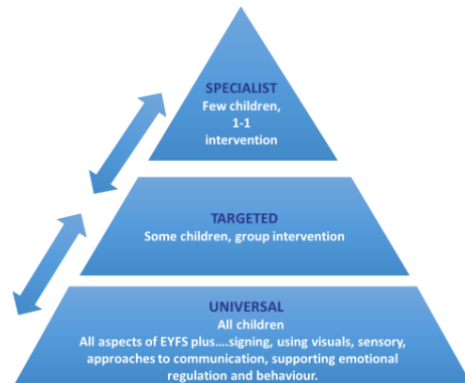 SPECIALIST
Few children,
1-1
intervention
TARGETED
Some children, group intervention
UNIVERSAL
All children
All aspects of EYFS plus….signing, using visuals, sensory,
approaches to communication, supporting emotional
regulation and behaviour.